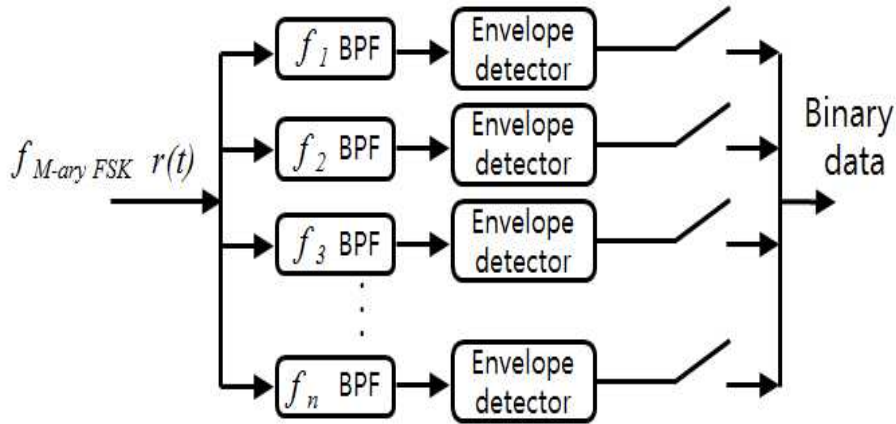 f1 BPF
Envelope
detector
f2 BPF
Envelope
detector
fM-ary FSK r(t)
f3 BPF
Envelope
detector
fn BPF
Envelope
detector
Binary
data